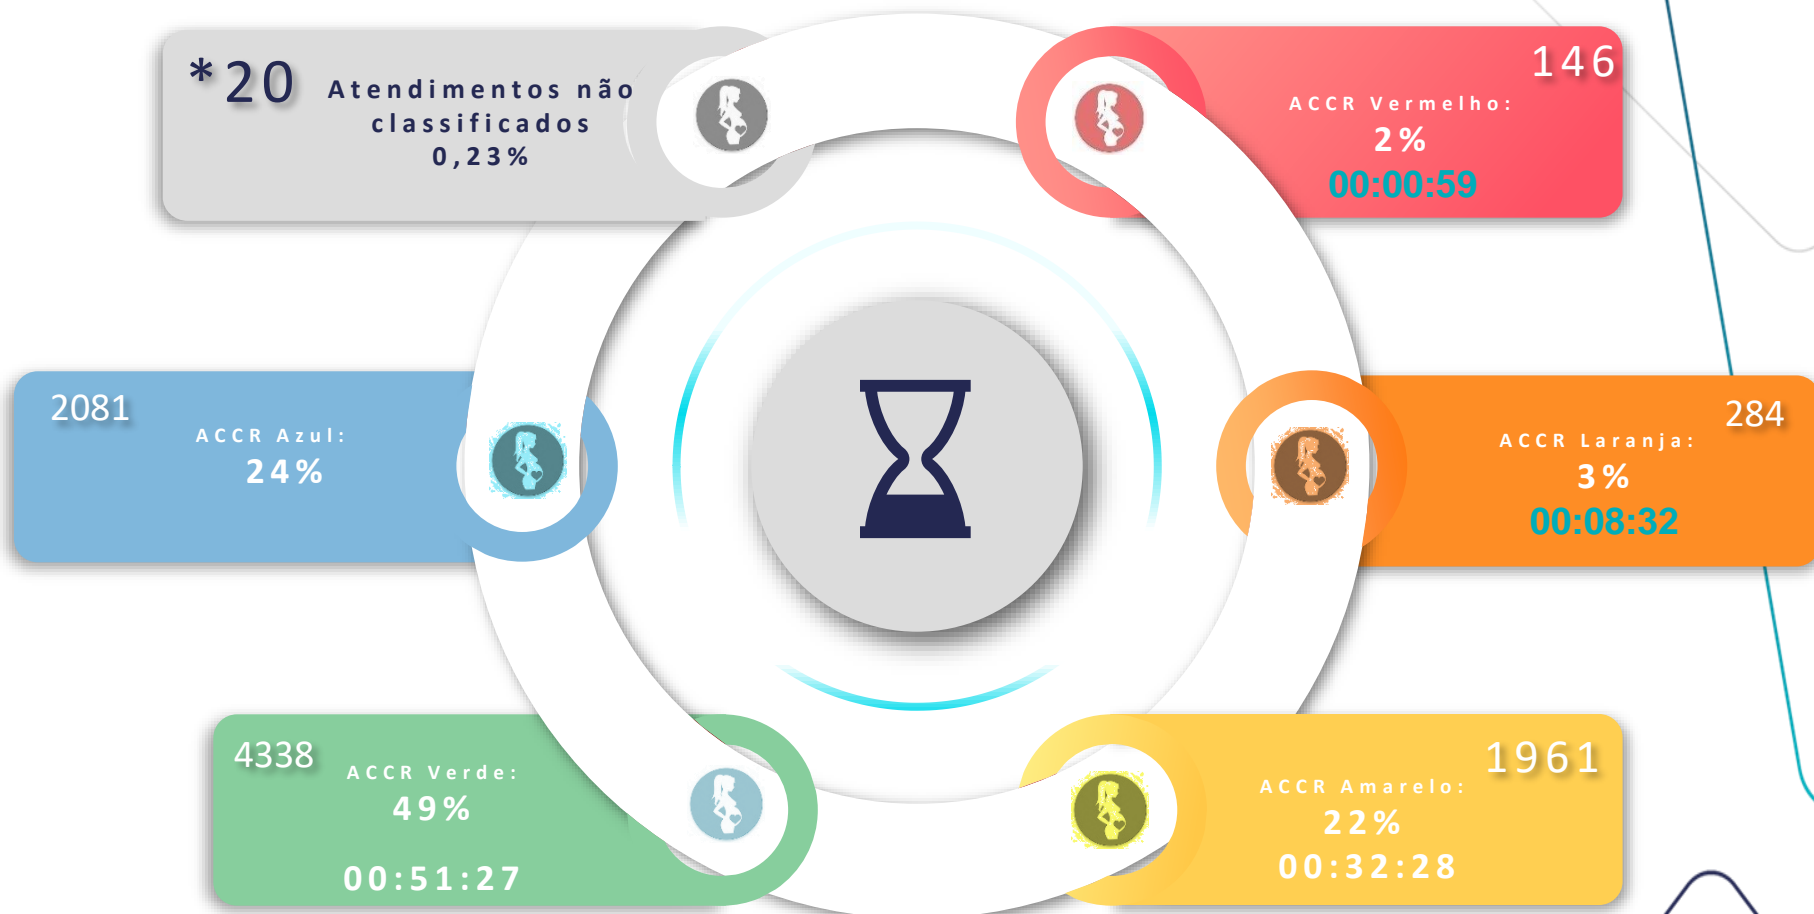 *20
Atendimentos não
classificados
0,23%
146
ACCR Vermelho:
2%
00:00:59
2081
ACCR Azul:
24%
284
ACCR Laranja:
3%
00:08:32
4338
ACCR Verde:
49%
00:51:27
1961
ACCR Amarelo:
22%
00:32:28